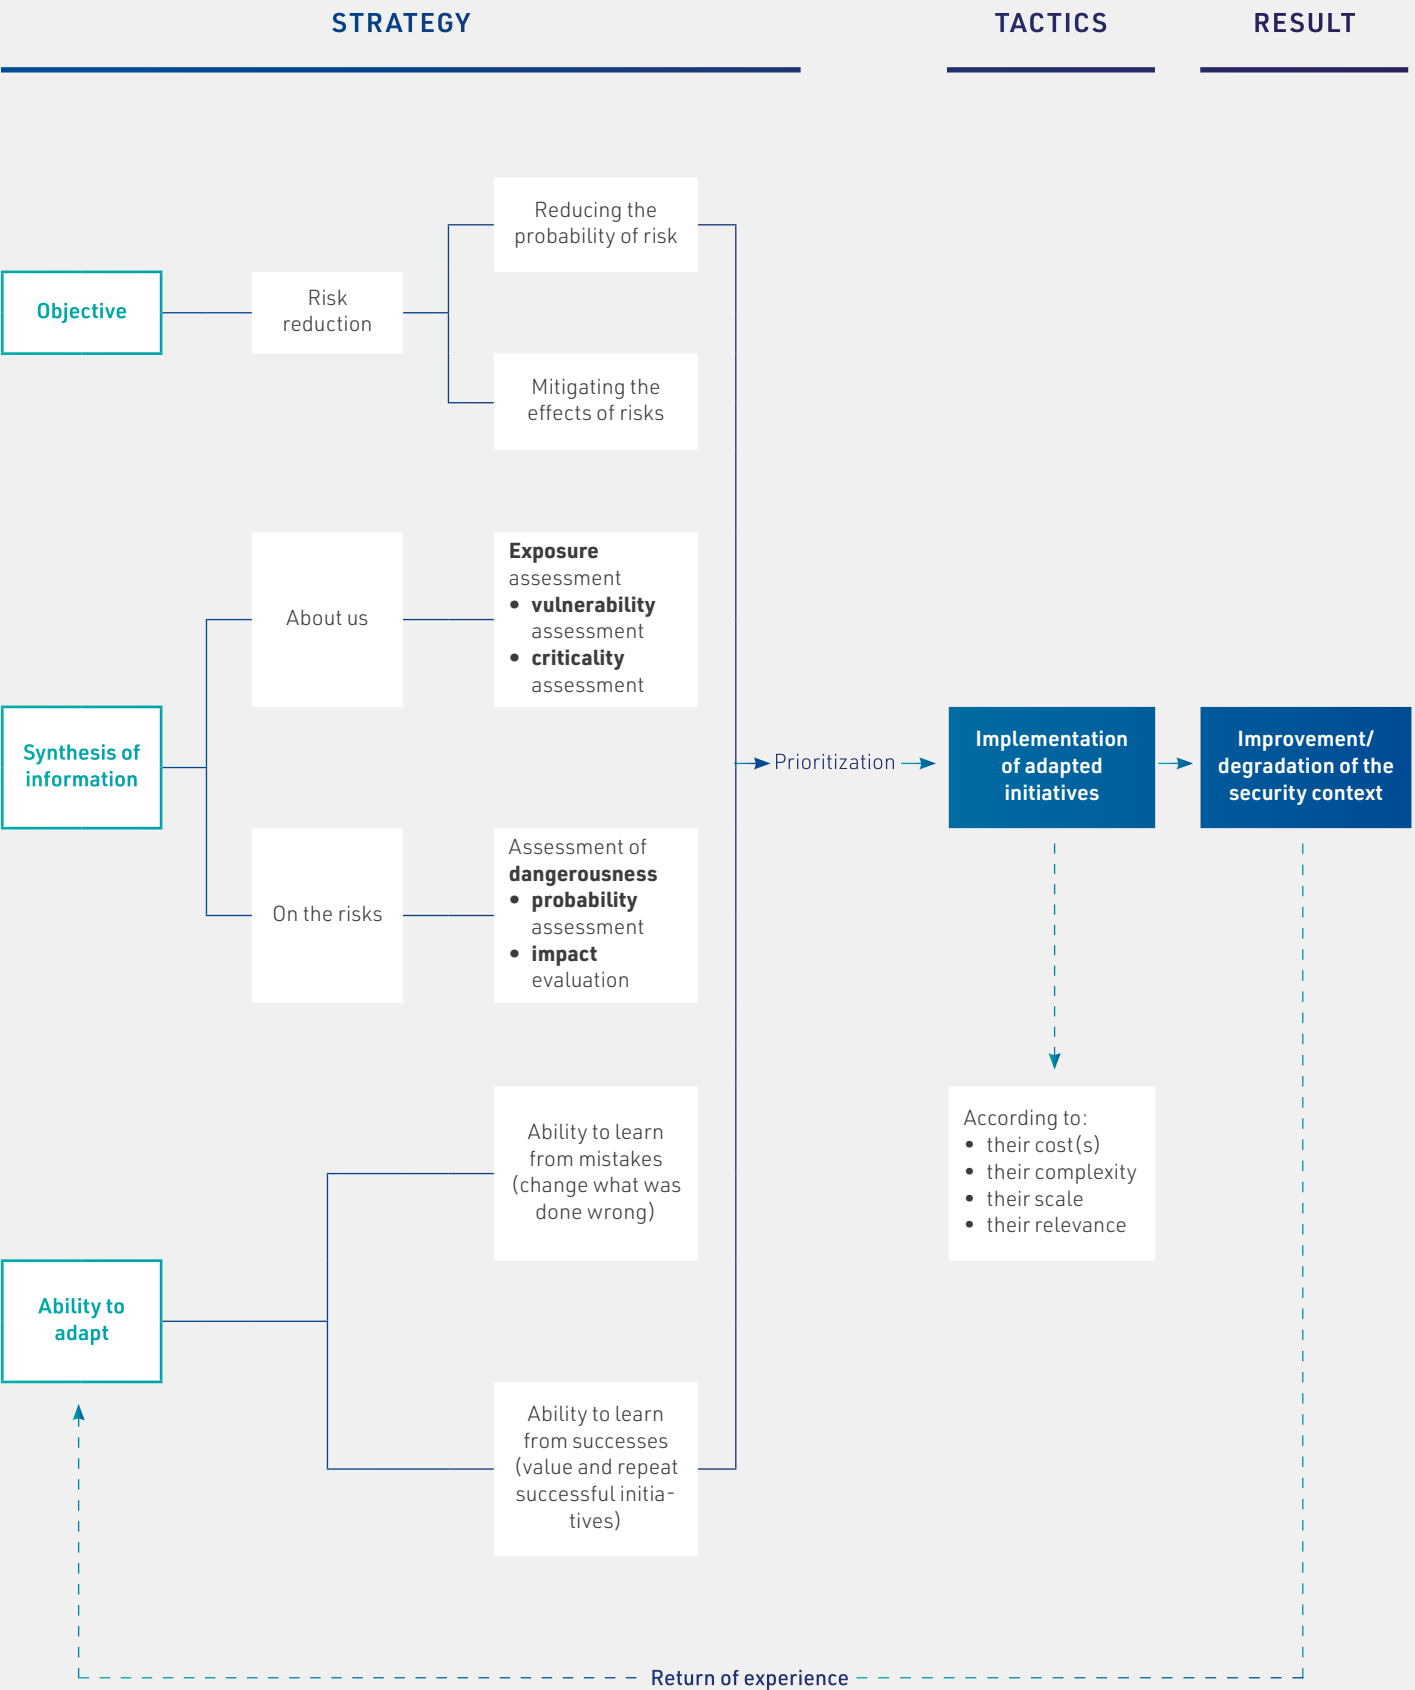 STRATEGY
TACTICS
RESULT
Reducing the
probability of risk
Objective
Risk
reduction
Mitigating the
effects of risks
About us
Exposure
assessment
• vulnerability
assessment
• criticality
assessment
Synthesis of
information
Prioritization
Implementation
of adapted
initiatives
Improvement/
degradation of the
security context
On the risks
Assessment of
dangerousness
• probability
assessment
• impact
evaluation
Ability to learn
from mistakes
(change what was
done wrong)
According to:
• their cost(s)
• their complexity
• their scale
• their relevance
Ability to
adapt
Ability to learn
from successes
(value and repeat
successful initia-
tives)
Return of experience